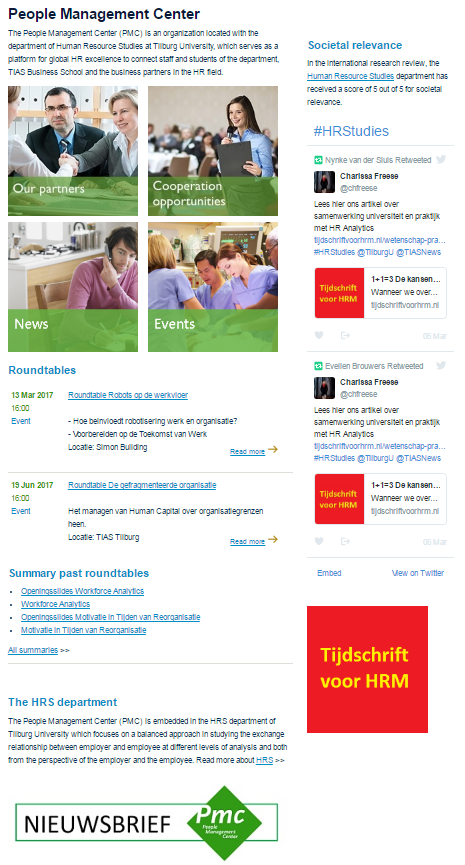 People Management Center
The People Management Center (PMC) is an organization located with the
department of Human Resource Studies at Tilburg University, which serves as a
platform for global HR excellence to connect staff and students of the department,
TIAS Business School and the business partners in the HR field.
Our partners
Cooperation
opportunities
News
Events
Roundtables
13 Mar 2017 Roundtable Robots op de werkvloer
16:00
Event - Hoe beinvloedt robotisering werk en organisatie?
- Voorbereiden op de Toekomst van Werk
Locatie: Simon Building
Read more
19 Jun 2017 Roundtable De gefragmenteerde organisatie
16:00
Event Het managen van Human Capital over organisatiegrenzen
heen.
Locatie: TIAS Tilburg
Read more
Summary past roundtables
• Openingsslides Workforce Analytics
• Workforce Analytics
• Openingsslides Motivatie in Tijden van Reorganisatie
• Motivatie in Tijden van Reorganisatie
All summaries >>
The HRS department
The People Management Center (PMC) is embedded in the HRS department of
Tilburg University which focuses on a balanced approach in studying the exchange
relationship between employer and employee at different levels of analysis and both
from the perspective of the employer and the employee. Read more about HRS >>
NIEUWSBRIEF
Pmc
People
Management
Center
Societal relevance
In the international research review, the
Human Resource Studies department has
received a score of 5 out of 5 for societal
relevance.
#HRStudies
Nynke van der Sluis Retweeted
Charissa Freese
@chfreese
Lees hier ons artikel over
samenwerking universiteit en praktijk
met HR Analytics
tijdschriftvoorhrm.nl/wetenschap-pra…
#HRStudies @TilburgU @TIASNews
Tijdschrift
voor HRM
1+1=3 De kansen…
Wanneer we over…
tijdschriftvoorhrm.nl
06 Mar
Evelien Brouwers Retweeted
Charissa Freese
@chfreese
Lees hier ons artikel over
samenwerking universiteit en praktijk
met HR Analytics
tijdschriftvoorhrm.nl/wetenschap-pra…
#HRStudies @TilburgU @TIASNews
Tijdschrift
voor HRM
1+1=3 De kansen…
Wanneer we over…
tijdschriftvoorhrm.nl
06 Mar
Embed View on Twitter
Tijdschrift
voor HRM